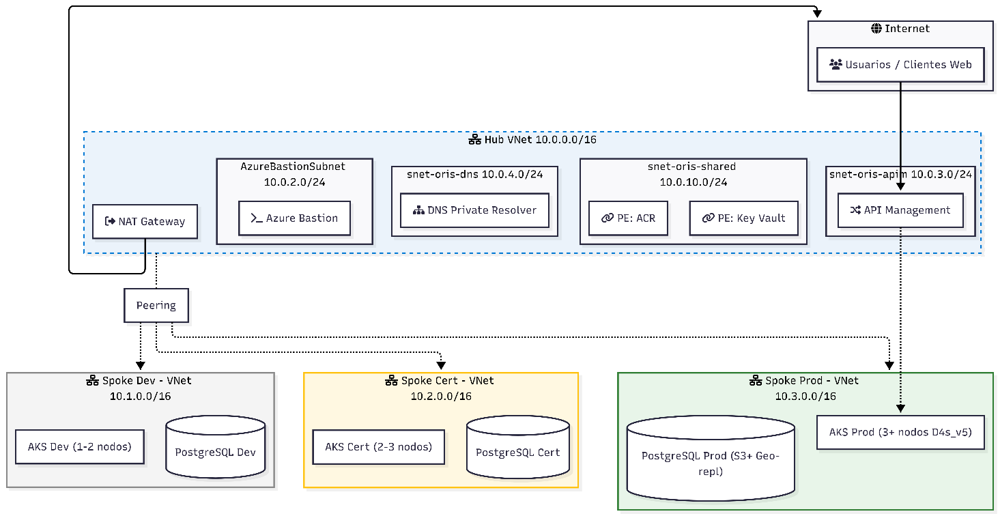 Internet
Usuarios / Clientes Web
Hub VNet 10.0.0.0/16
AzureBastionSubnet
10.0.2.0/24
snet-oris-dns 10.0.4.0/24
snet-oris-shared
10.0.10.0/24
snet-oris-apim 10.0.3.0/24
NAT Gateway
Azure Bastion
DNS Private Resolver
PE: ACR
PE: Key Vault
API Management
Peering
Spoke Dev - VNet
10.1.0.0/16
Spoke Cert - VNet
10.2.0.0/16
Spoke Prod - VNet
10.3.0.0/16
AKS Dev (1-2 nodos)
PostgreSQL Dev
AKS Cert (2-3 nodos)
PostgreSQL Cert
PostgreSQL Prod (S3+ Geo-
repl)
AKS Prod (3+ nodos D4s_v5)